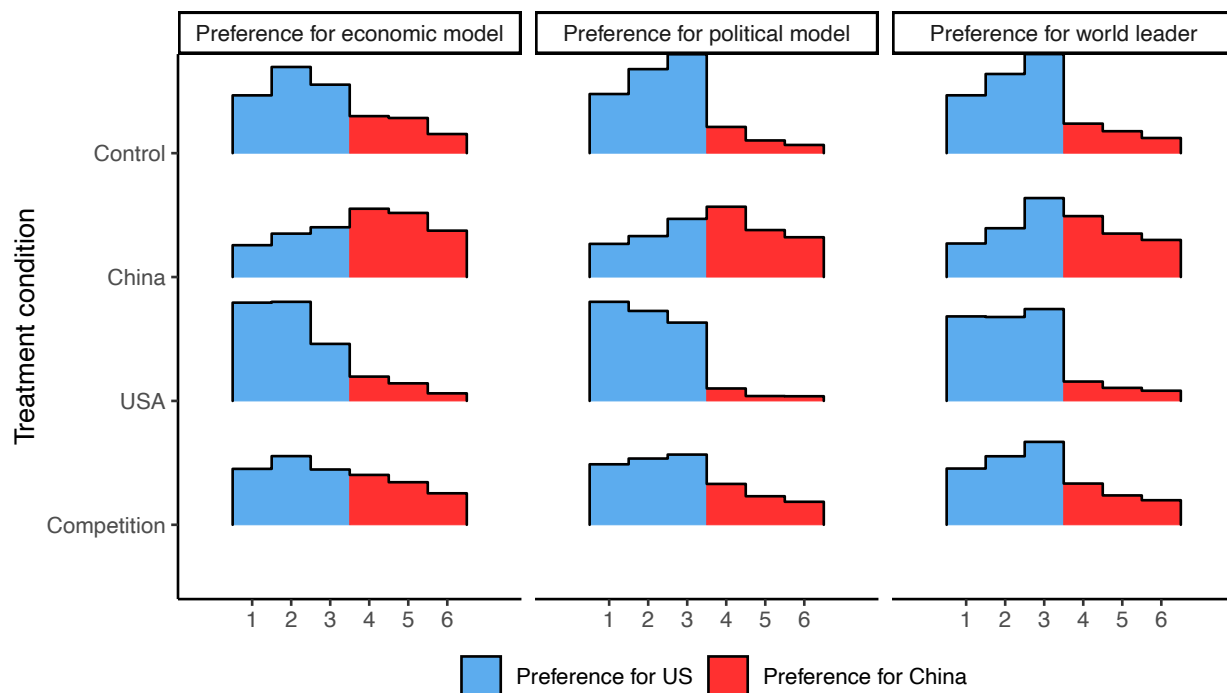 Preference for economic model
Preference for political model
Preference for world leader
Treatment condition
Control
China
USA
Competition
1 2 3 4 5 6
1 2 3 4 5 6
1 2 3 4 5 6
Preference for US
Preference for China